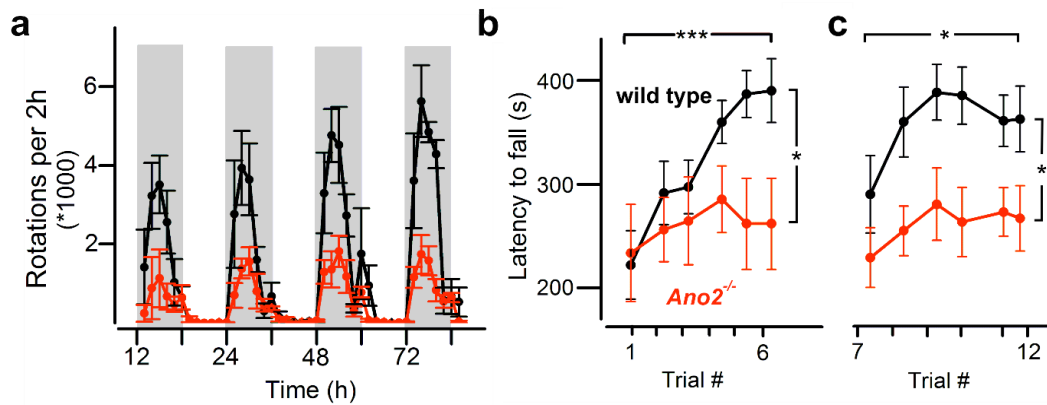 a
Rotations per 2h
(*1000)
6
4
2
12
24
48
72
Time (h)
b
Latency to fall (s)
400
300
200
***
wild type
*
Ano2-/-
1
6
Trial #
c
*
*
7
12
Trial #